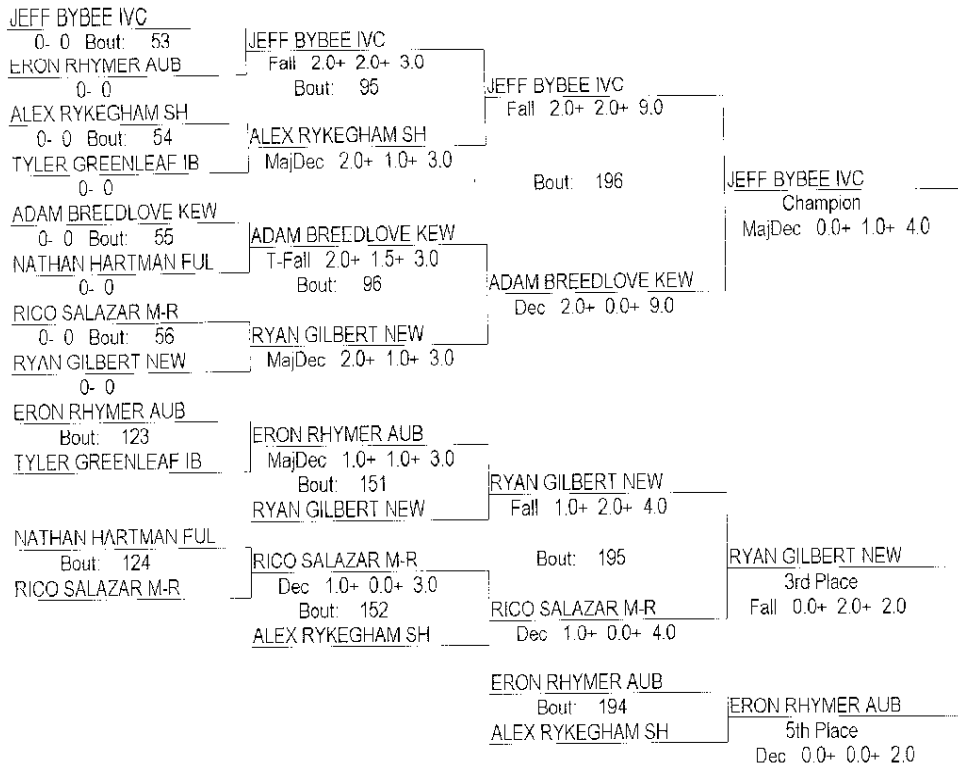 JEFF BYBEE IVC
0- 0 Bout: 53
ERON RHYMER AUB
0- 0
ALEX RYKEGHAM SH
0- 0 Bout: 54
TYLER GREENLEAF IB
0- 0
ADAM BREEDLOVE KEW
0- 0 Bout: 55
NATHAN HARTMAN FUL
0- 0
RICO SALAZAR M-R
0- 0 Bout: 56
RYAN GILBERT NEW
0- 0
JEFF BYBEE IVC
Fall 2.0+ 2.0+ 3.0
Bout: 95
ALEX RYKEGHAM SH
MajDec 2.0+ 1.0+ 3.0
ADAM BREEDLOVE KEW
T-Fall 2.0+ 1.5+ 3.0
Bout: 96
RYAN GILBERT NEW
MajDec 2.0+ 1.0+ 3.0
JEFF BYBEE IVC
Fall 2.0+ 2.0+ 9.0
Bout: 196
ADAM BREEDLOVE KEW
Dec 2.0+ 0.0+ 9.0
JEFF BYBEE IVC
Champion
MajDec 0.0+ 1.0+ 4.0
ERON RHYMER AUB
Bout: 123
TYLER GREENLEAF IB
NATHAN HARTMAN FUL
Bout: 124
RICO SALAZAR M-R
ERON RHYMER AUB
MajDec 1.0+ 1.0+ 3.0
Bout: 151
RYAN GILBERT NEW
RICO SALAZAR M-R
Dec 1.0+ 0.0+ 3.0
Bout: 152
ALEX RYKEGHAM SH
RYAN GILBERT NEW
Fall 1.0+ 2.0+ 4.0
Bout: 195
RICO SALAZAR M-R
Dec 1.0+ 0.0+ 4.0
RYAN GILBERT NEW
3rd Place
Fall 0.0+ 2.0+ 2.0
ERON RHYMER AUB
Bout: 194
ALEX RYKEGHAM SH
ERON RHYMER AUB
5th Place
Dec 0.0+ 0.0+ 2.0